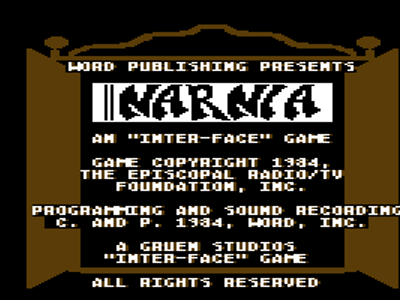 WORD PUBLISHING PRESENTS
NARNIA
AN "INTER-FACE" GAME
GAME COPYRIGHT 1984,
THE EPISCOPAL RADIO/TV
FOUNDATION, INC.
PROGRAMMING AND SOUND RECORDING
C. AND P. 1984, WORD, INC.
A GRUEN STUDIOS
"INTER-FACE" GAME
ALL RIGHTS RESERVED